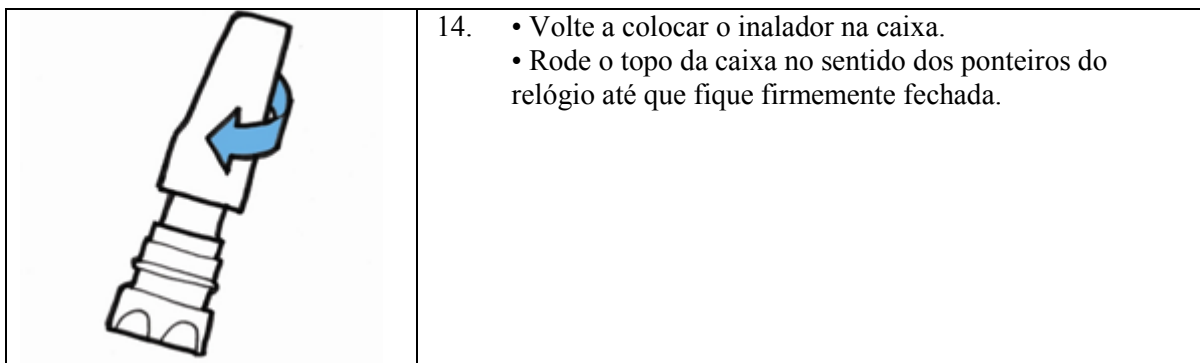 14. • Volte a colocar o inalador na caixa.
• Rode o topo da caixa no sentido dos ponteiros do
relógio até que fique firmemente fechada.